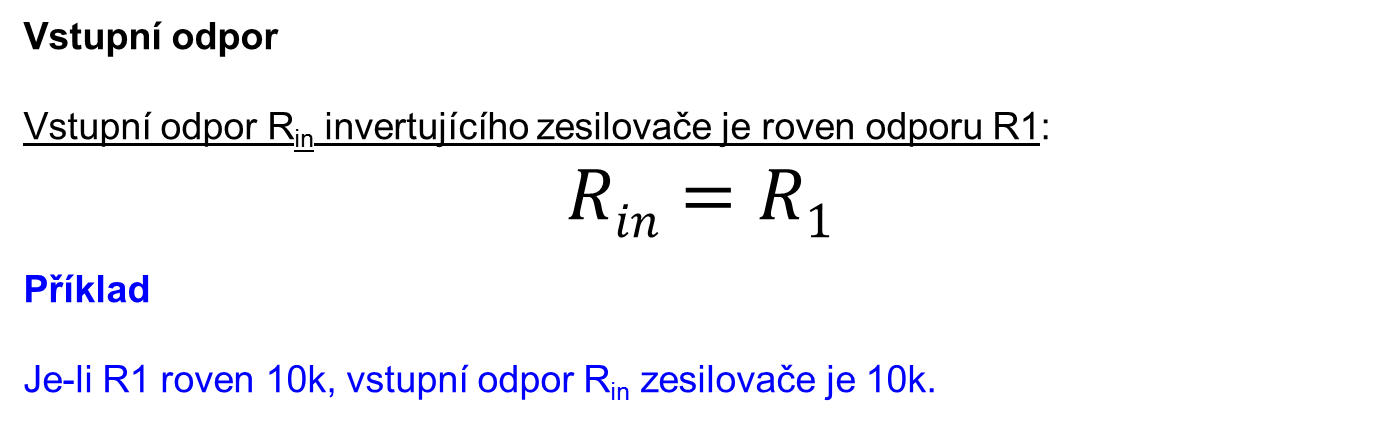 Vstupní odpor
Vstupní odpor Rin invertujícího zesilovače je roven odporu R1:
Rin = R1
Příklad
Je-li R1 roven 10k, vstupní odpor Rin zesilovače je 10k.